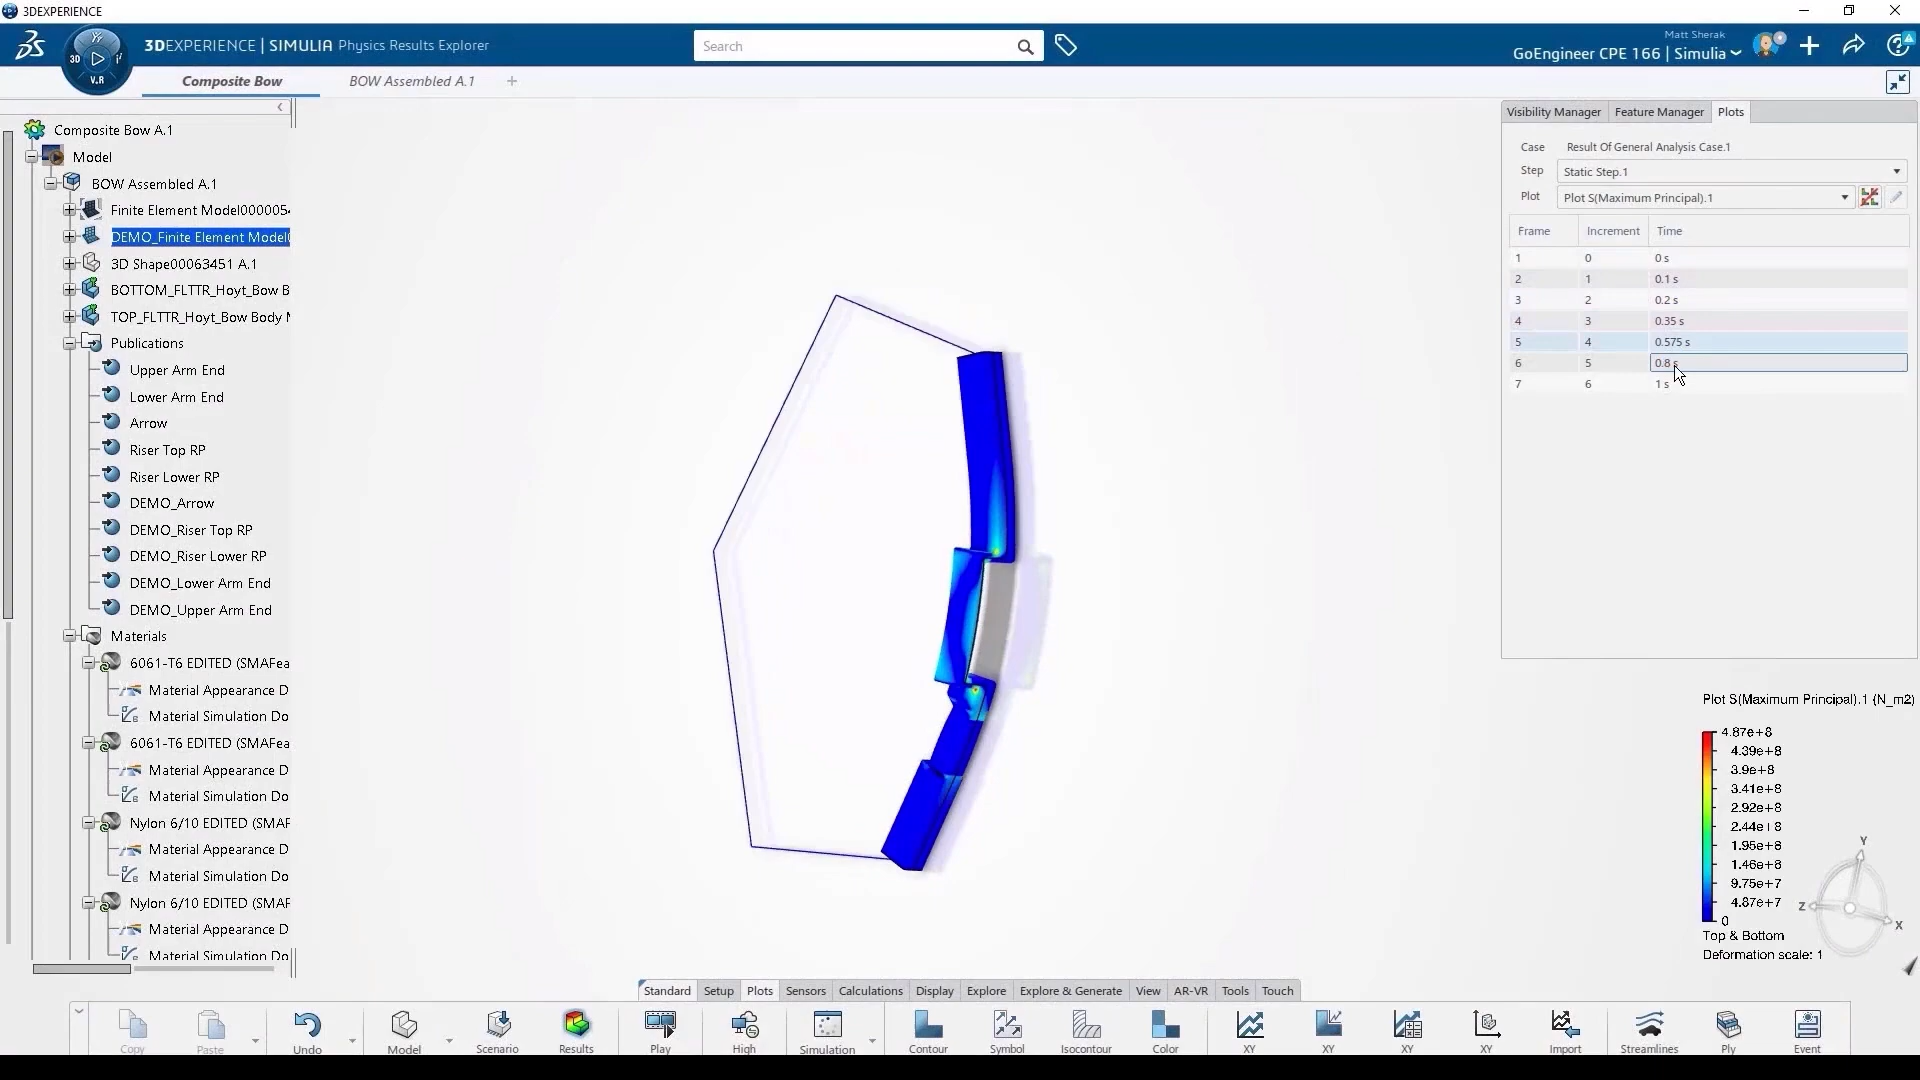 3DEXPERIENCE
3DEXPERIENCE | SIMULIA Physics Results Explorer
3D
V.R
Search
Matt Sherak
GoEngineer CPE 166 | Simulia
Composite Bow
BOW Assembled A.1
Composite Bow A.1
Model
BOW Assembled A.1
Finite Element Model0000054
DEMO_Finite Element Model
3D Shape00063451 A.1
BOTTOM_FLTTR_Hoyt_Bow B
TOP_FLTTR_Hoyt_Bow Body
Publications
Upper Arm End
Lower Arm End
Arrow
Riser Top RP
Riser Lower RP
DEMO_Arrow
DEMO_Riser Top RP
DEMO_Riser Lower RP
DEMO_Lower Arm End
DEMO_Upper Arm End
Materials
6061-T6 EDITED (SMAFea
Material Appearance D
Material Simulation Do
6061-T6 EDITED (SMAFea
Material Appearance D
Material Simulation Do
Nylon 6/10 EDITED (SMAF
Material Appearance D
Material Simulation Do
Nylon 6/10 EDITED (SMAF
Material Appearance D
Material Simulation Do
Visibility Manager Feature Manager Plots
Case Result Of General Analysis Case.1
Step Static Step.1
Plot Plot S(Maximum Principal).1
Frame Increment Time
1 0 0 s
2 1 0.1 s
3 2 0.2 s
4 3 0.35 s
5 4 0.575 s
6 5 0.8 s
7 6 1 s
Plot S(Maximum Principal).1 (N_m2)
4.87e+8
4.39e+8
3.9e+8
3.41e+8
2.92e+8
2.44e+8
1.95e+8
1.46e+8
9.75e+7
4.87e+7
0
Top & Bottom
Deformation scale: 1
Y
Z
X
Standard Setup Plots Sensors Calculations Display Explore Explore & Generate View AR-VR Tools Touch
Copy Paste Undo Model Scenario Results Play High Simulation Contour Symbol Isocontour Color XY XY XY XY Import Streamlines Ply Event